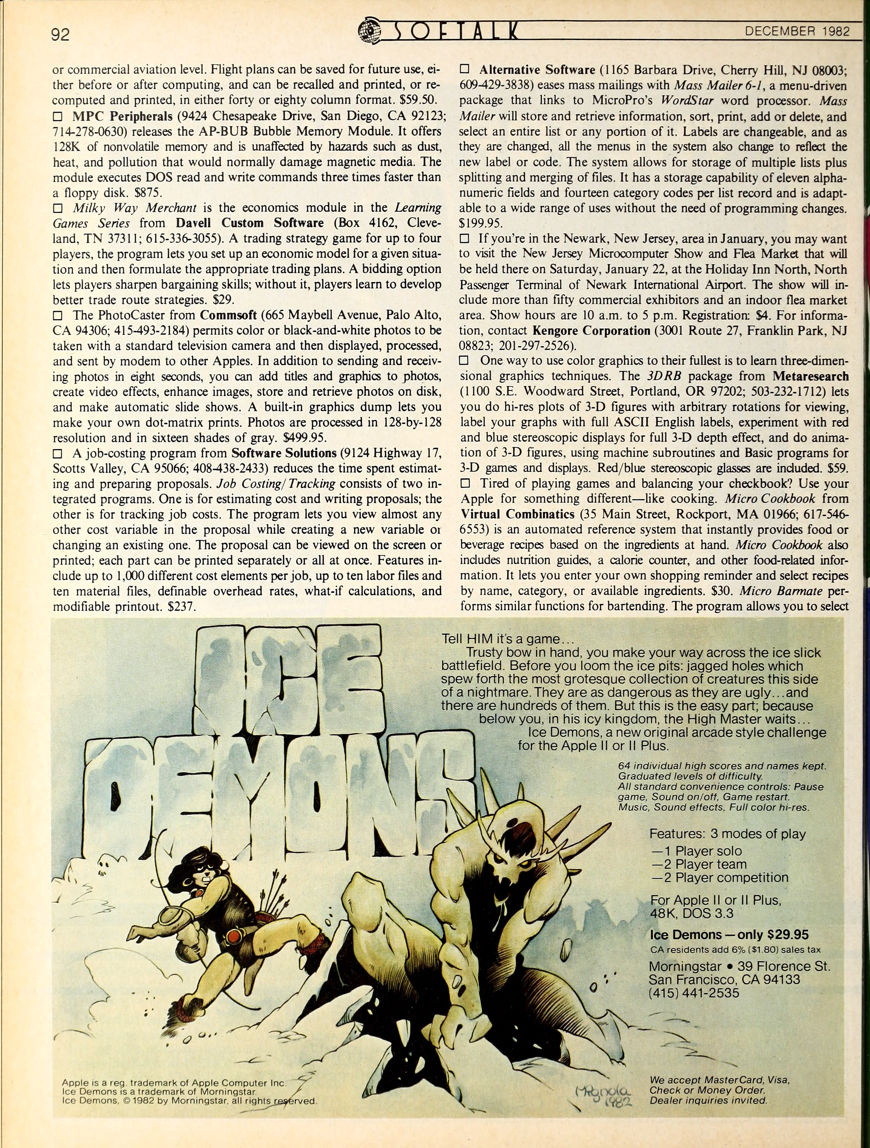 92
SOFTALK
DECEMBER 1982
or commercial aviation level. Flight plans can be saved for future use, ei-
ther before or after computing, and can be recalled and printed, or re-
computed and printed, in either forty or eighty column format. $59.50.
□ MPC Peripherals (9424 Chesapeake Drive, San Diego, CA 92123;
714-278-0630) releases the AP-BUB Bubble Memory Module. It offers
128K of nonvolatile memory and is unaffected by hazards such as dust,
heat, and pollution that would normally damage magnetic media. The
module executes DOS read and write commands three times faster than
a floppy disk. $875.
□ Milky Way Merchant is the economics module in the Learning
Games Series from Davell Custom Software (Box 4162, Cleve-
land, TN 37311; 615-336-3055). A trading strategy game for up to four
players, the program lets you set up an economic model for a given situa-
tion and then formulate the appropriate trading plans. A bidding option
lets players sharpen bargaining skills; without it, players learn to develop
better trade route strategies. $29.
□ The PhotoCaster from Commsoft (665 Maybell Avenue, Palo Alto,
CA 94306; 415-493-2184) permits color or black-and-white photos to be
taken with a standard television camera and then displayed, processed,
and sent by modem to other Apples. In addition to sending and receiv-
ing photos in eight seconds, you can add titles and graphics to photos,
create video effects, enhance images, store and retrieve photos on disk,
and make automatic slide shows. A built-in graphics dump lets you
make your own dot-matrix prints. Photos are processed in 128-by-128
resolution and in sixteen shades of gray. $499.95.
□ A job-costing program from Software Solutions (9124 Highway 17,
Scotts Valley, CA 95066; 408-438-2433) reduces the time spent estimat-
ing and preparing proposals. Job Costing/Tracking consists of two in-
tegrated programs. One is for estimating cost and writing proposals; the
other is for tracking job costs. The program lets you view almost any
other cost variable in the proposal while creating a new variable or
changing an existing one. The proposal can be viewed on the screen or
printed; each part can be printed separately or all at once. Features in-
clude up to 1,000 different cost elements per job, up to ten labor files and
ten material files, definable overhead rates, what-if calculations, and
modifiable printout. $237.
□ Alternative Software (1165 Barbara Drive, Cherry Hill, NJ 08003;
609-429-3838) eases mass mailings with Mass Mailer 6-1, a menu-driven
package that links to MicroPro's WordStar word processor. Mass
Mailer will store and retrieve information, sort, print, add or delete, and
select an entire list or any portion of it. Labels are changeable, and as
they are changed, all the menus in the system also change to reflect the
new label or code. The system allows for storage of multiple lists plus
splitting and merging of files. It has a storage capability of eleven alpha-
numeric fields and fourteen category codes per list record and is adapt-
able to a wide range of uses without the need of programming changes.
$199.95.
□ If you're in the Newark, New Jersey, area in January, you may want
to visit the New Jersey Microcomputer Show and Flea Market that will
be held there on Saturday, January 22, at the Holiday Inn North, North
Passenger Terminal of Newark International Airport. The show will in-
clude more than fifty commercial exhibitors and an indoor flea market
area. Show hours are 10 a.m. to 5 p.m. Registration: $4. For informa-
tion, contact Kengore Corporation (3001 Route 27, Franklin Park, NJ
08823; 201-297-2526).
□ One way to use color graphics to their fullest is to learn three-dimen-
sional graphics techniques. The 3DRB package from Metaresearch
(1100 S.E. Woodward Street, Portland, OR 97202; 503-232-1712) lets
you do hi-res plots of 3-D figures with arbitrary rotations for viewing,
label your graphs with full ASCII English labels, experiment with red
and blue stereoscopic displays for full 3-D depth effect, and do anima-
tion of 3-D figures, using machine subroutines and Basic programs for
3-D games and displays. Red/blue stereoscopic glasses are included. $59.
□ Tired of playing games and balancing your checkbook? Use your
Apple for something different—like cooking. Micro Cookbook from
Virtual Combinatics (35 Main Street, Rockport, MA 01966; 617-546-
6553) is an automated reference system that instantly provides food or
beverage recipes based on the ingredients at hand. Micro Cookbook also
includes nutrition guides, a calorie counter, and other food-related infor-
mation. It lets you enter your own shopping reminder and select recipes
by name, category, or available ingredients. $30. Micro Barmate per-
forms similar functions for bartending. The program allows you to select
ICE
DEMONS
Tell HIM it's a game...
Trusty bow in hand, you make your way across the ice slick
battlefield. Before you loom the ice pits: jagged holes which
spew forth the most grotesque collection of creatures this side
of a nightmare. They are as dangerous as they are ugly...and
there are hundreds of them. But this is the easy part; because
below you, in his icy kingdom, the High Master waits...
Ice Demons, a new original arcade style challenge
for the Apple II or II Plus.
64 individual high scores and names kept.
Graduated levels of difficulty.
All standard convenience controls: Pause
game, Sound on/off, Game restart.
Music, Sound effects, Full color hi-res.
Features: 3 modes of play
—1 Player solo
—2 Player team
—2 Player competition
For Apple II or II Plus,
48K, DOS 3.3
Ice Demons — only $29.95
CA residents add 6% ($1.80) sales tax
Morningstar • 39 Florence St.
San Francisco, CA 94133
(415) 441-2535
We accept MasterCard, Visa,
Check or Money Order.
Dealer inquiries invited.
Apple is a reg. trademark of Apple Computer Inc.
Ice Demons is a trademark of Morningstar.
Ice Demons, © 1982 by Morningstar, all rights reserved.
Mignola
1982